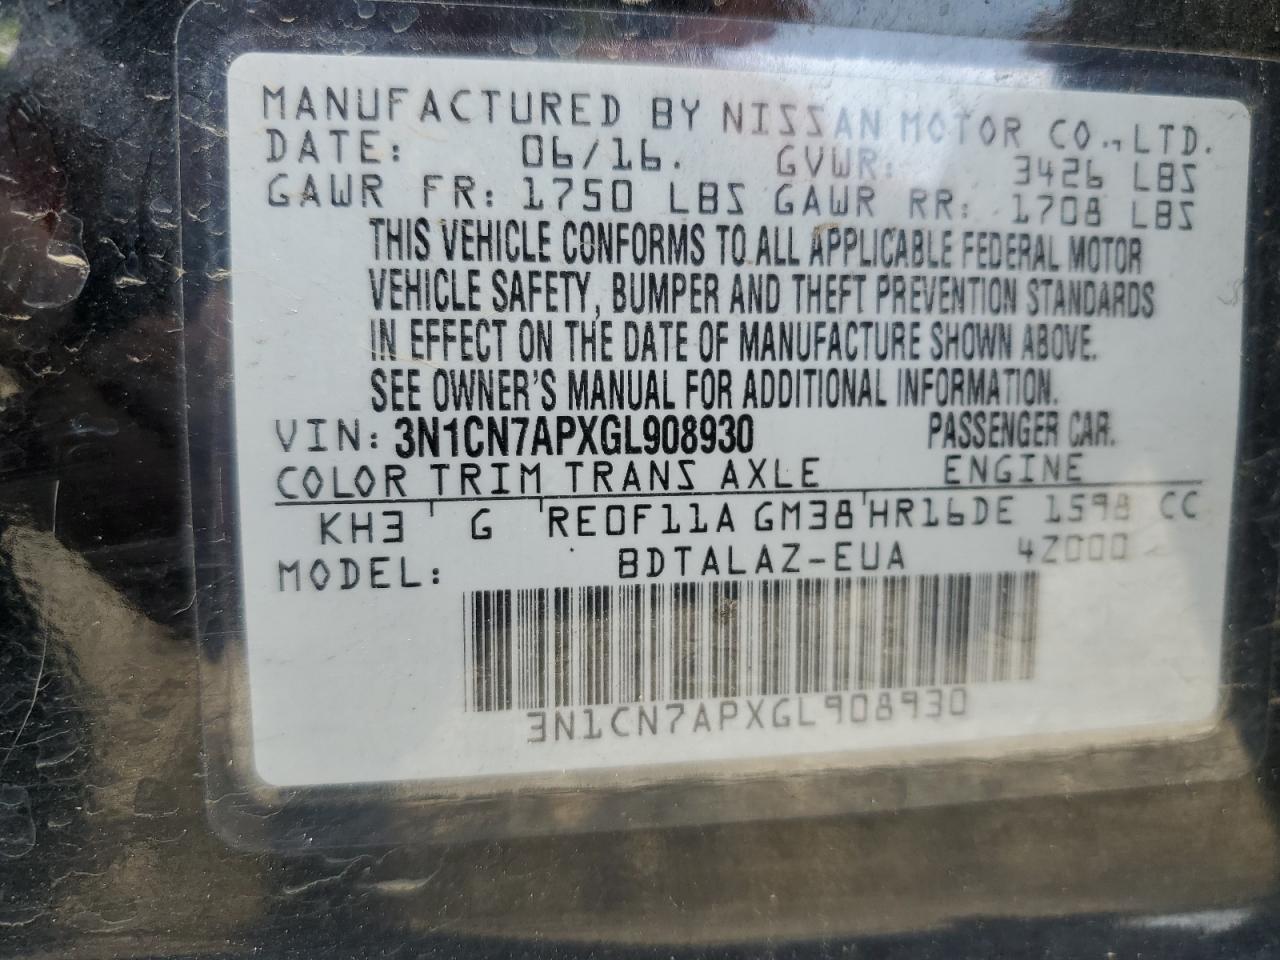 MANUFACTURED BY NISSAN MOTOR CO., LTD.
DATE: 06/16. GVWR: 3426 LBS
GAWR FR: 1750 LBS GAWR RR: 1708 LBS
THIS VEHICLE CONFORMS TO ALL APPLICABLE FEDERAL MOTOR
VEHICLE SAFETY, BUMPER AND THEFT PREVENTION STANDARDS
IN EFFECT ON THE DATE OF MANUFACTURE SHOWN ABOVE.
SEE OWNER'S MANUAL FOR ADDITIONAL INFORMATION.
VIN: 3N1CN7APXGL908930 PASSENGER CAR.
COLOR TRIM TRANS AXLE ENGINE
KH3 G RE0F11A GM38 HR16DE 1598 CC
MODEL: BDTALAZ-EUA 4Z000
3N1CN7APXGL908930